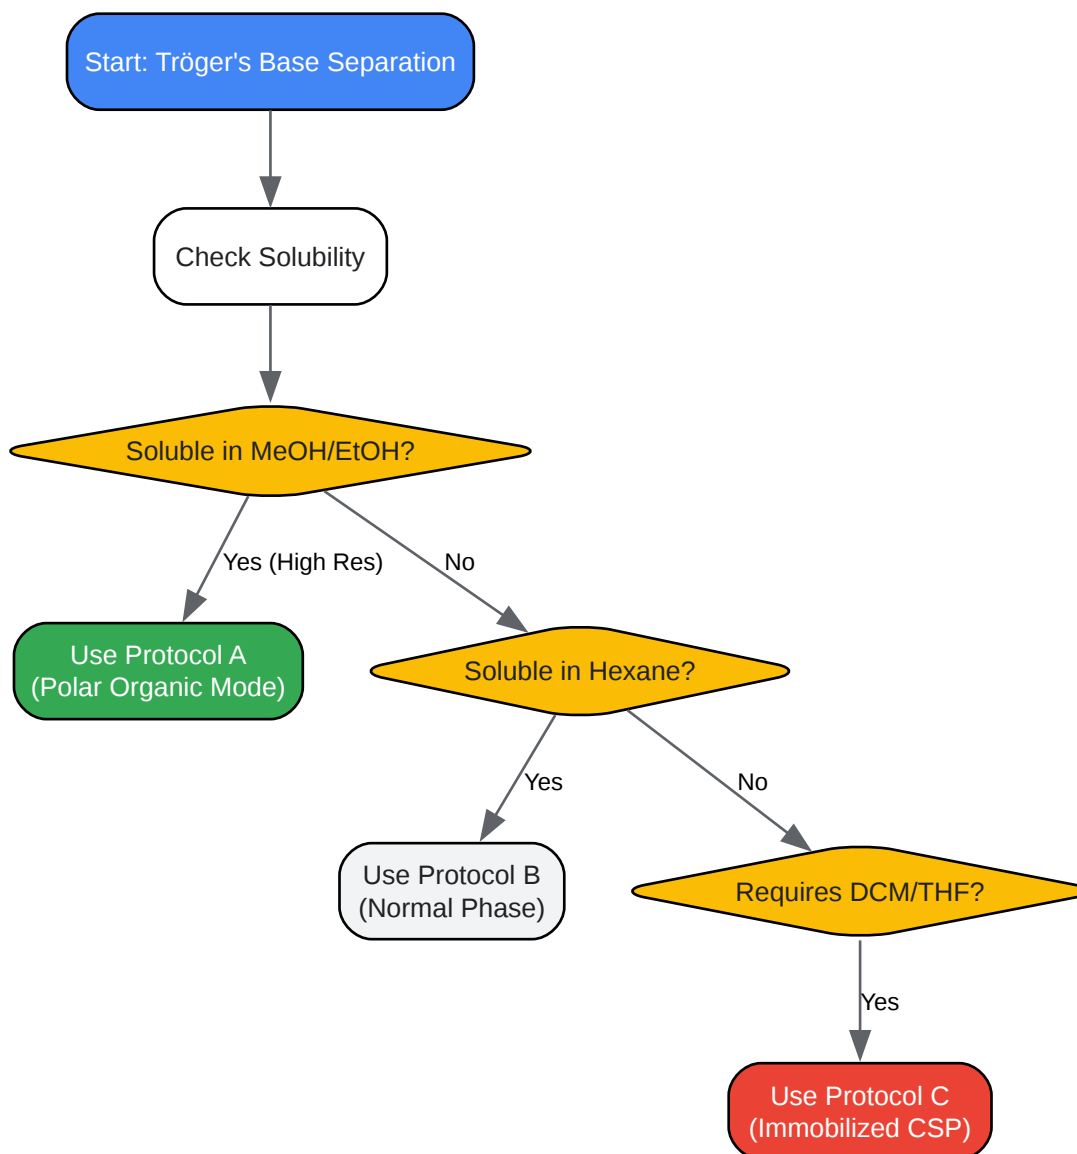 Start: Tröger's Base Separation
Check Solubility
Soluble in MeOH/EtOH?
Yes (High Res)
No
Use Protocol A
(Polar Organic Mode)
Soluble in Hexane?
Yes
No
Use Protocol B
(Normal Phase)
Requires DCM/THF?
Yes
Use Protocol C
(Immobilized CSP)